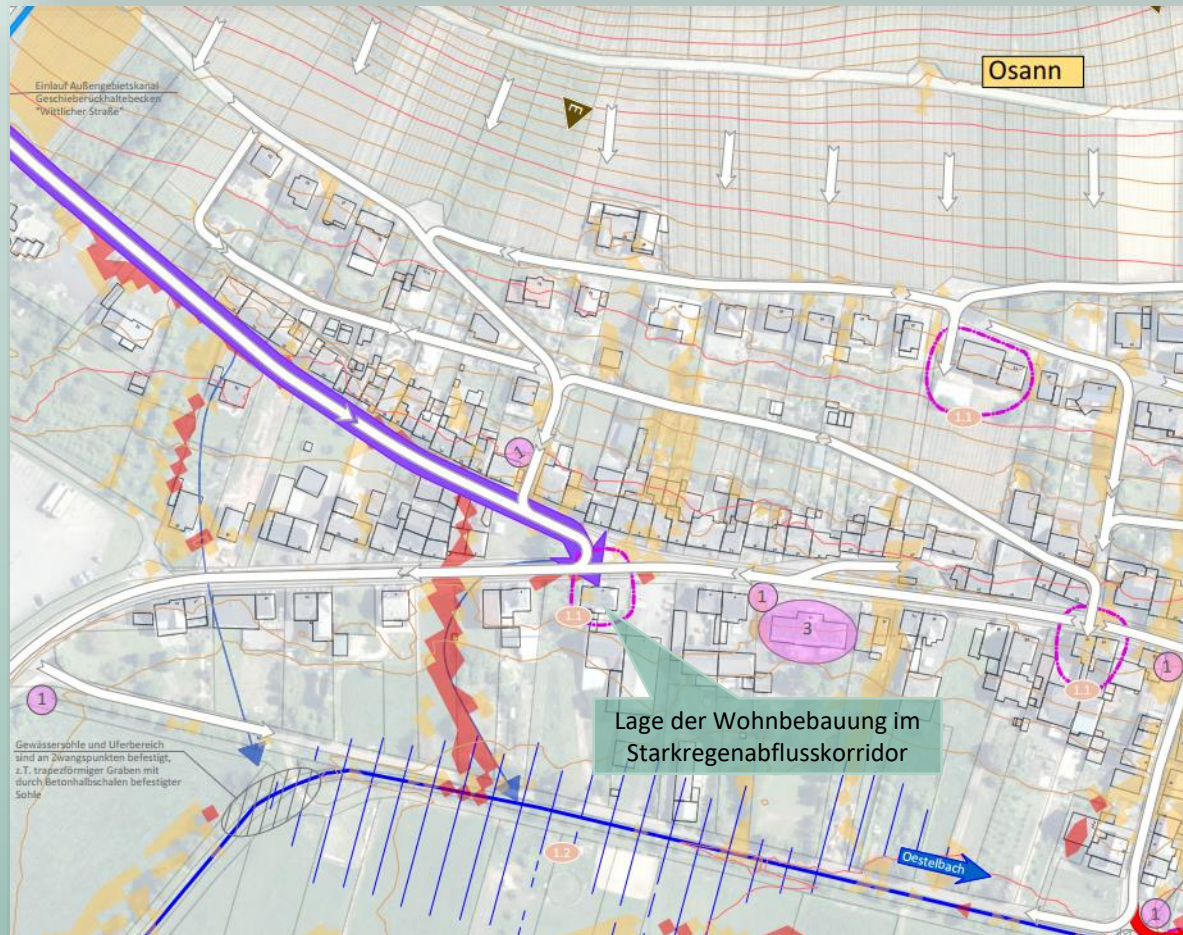 Osann
Einlauf Außengebietskanal
Geschieberückhaltebecken
"Wittlicher Straße"
E
1.1
1
1
3
1.1
1.1
1
1
Lage der Wohnbebauung im
Starkregenabflusskorridor
Gewässersohle und Uferbereich
sind an Zwangspunkten befestigt,
z.T. trapezförmiger Graben mit
durch Betonhalbschalen befestigter
Sohle
1.2
Oestelbach
1